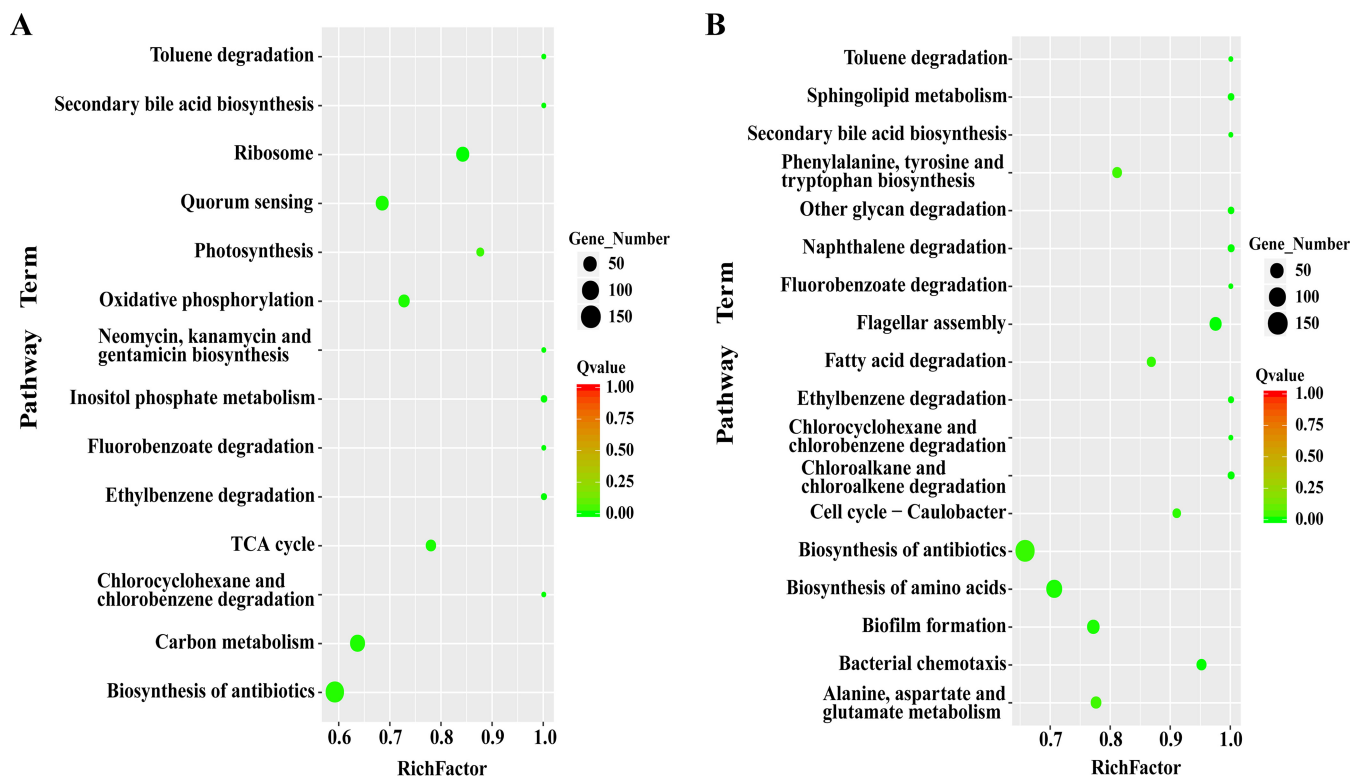 A
Toluene degradation
Secondary bile acid biosynthesis
Ribosome
Quorum sensing
Photosynthesis
Oxidative phosphorylation
Neomycin, kanamycin and
gentamicin biosynthesis
Inositol phosphate metabolism
Fluorobenzoate degradation
Ethylbenzene degradation
TCA cycle
Chlorocyclohexane and
chlorobenzene degradation
Carbon metabolism
Biosynthesis of antibiotics
Pathway Term
0.6 0.7 0.8 0.9 1.0
RichFactor
Gene_Number
50
100
150
Qvalue
1.00
0.75
0.50
0.25
0.00
B
Toluene degradation
Sphingolipid metabolism
Secondary bile acid biosynthesis
Phenylalanine, tyrosine and
tryptophan biosynthesis
Other glycan degradation
Naphthalene degradation
Fluorobenzoate degradation
Flagellar assembly
Fatty acid degradation
Ethylbenzene degradation
Chlorocyclohexane and
chlorobenzene degradation
Chloroalkane and
chloroalkene degradation
Cell cycle − Caulobacter
Biosynthesis of antibiotics
Biosynthesis of amino acids
Biofilm formation
Bacterial chemotaxis
Alanine, aspartate and
glutamate metabolism
Pathway Term
0.7 0.8 0.9 1.0
RichFactor
Gene_Number
50
100
150
Qvalue
1.00
0.75
0.50
0.25
0.00